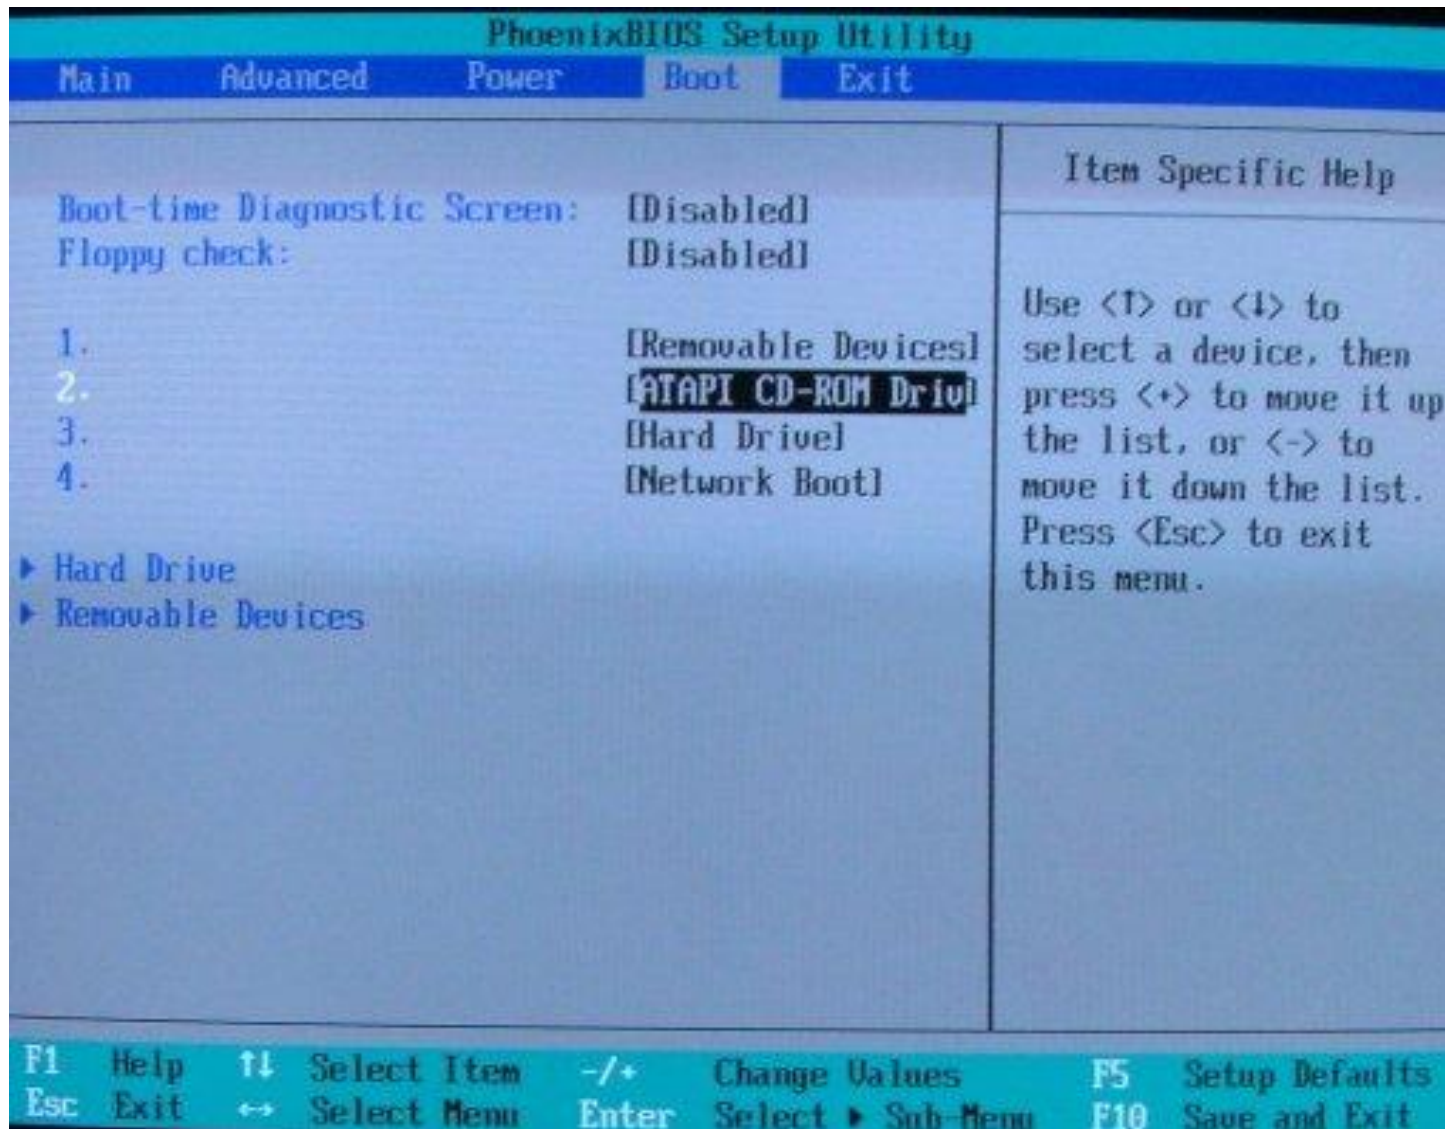 PhoenixBIOS Setup Utility
Main Advanced Power Boot Exit
Item Specific Help
Boot-time Diagnostic Screen: [Disabled]
Floppy check: [Disabled]
1. [Removable Devices]
2. [ATAPI CD-ROM Driv]
3. [Hard Drive]
4. [Network Boot]
▶ Hard Drive
▶ Removable Devices
Use <↑> or <↓> to
select a device, then
press <+> to move it up
the list, or <-> to
move it down the list.
Press <Esc> to exit
this menu.
F1 Help ↑↓ Select Item -/+ Change Values F5 Setup Defaults
Esc Exit ↔ Select Menu Enter Select ▶ Sub-Menu F10 Save and Exit